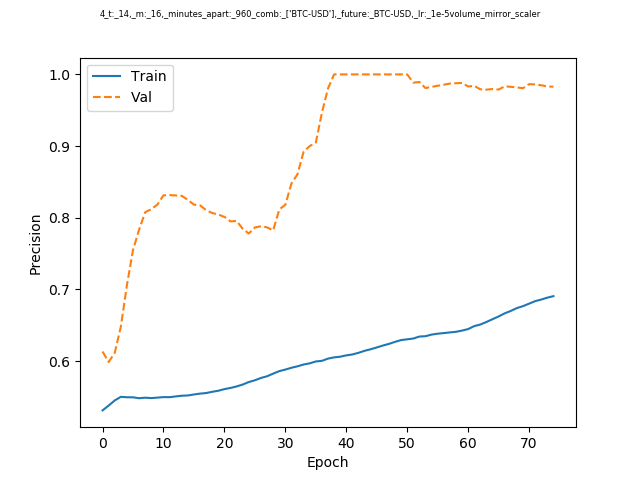 4_t:_14,_m:_16,_minutes_apart:_960_comb:_['BTC-USD'],_future:_BTC-USD,_lr:_1e-5volume_mirror_scaler
Train
Val
1.0
0.9
0.8
0.7
0.6
Precision
0 10 20 30 40 50 60 70
Epoch